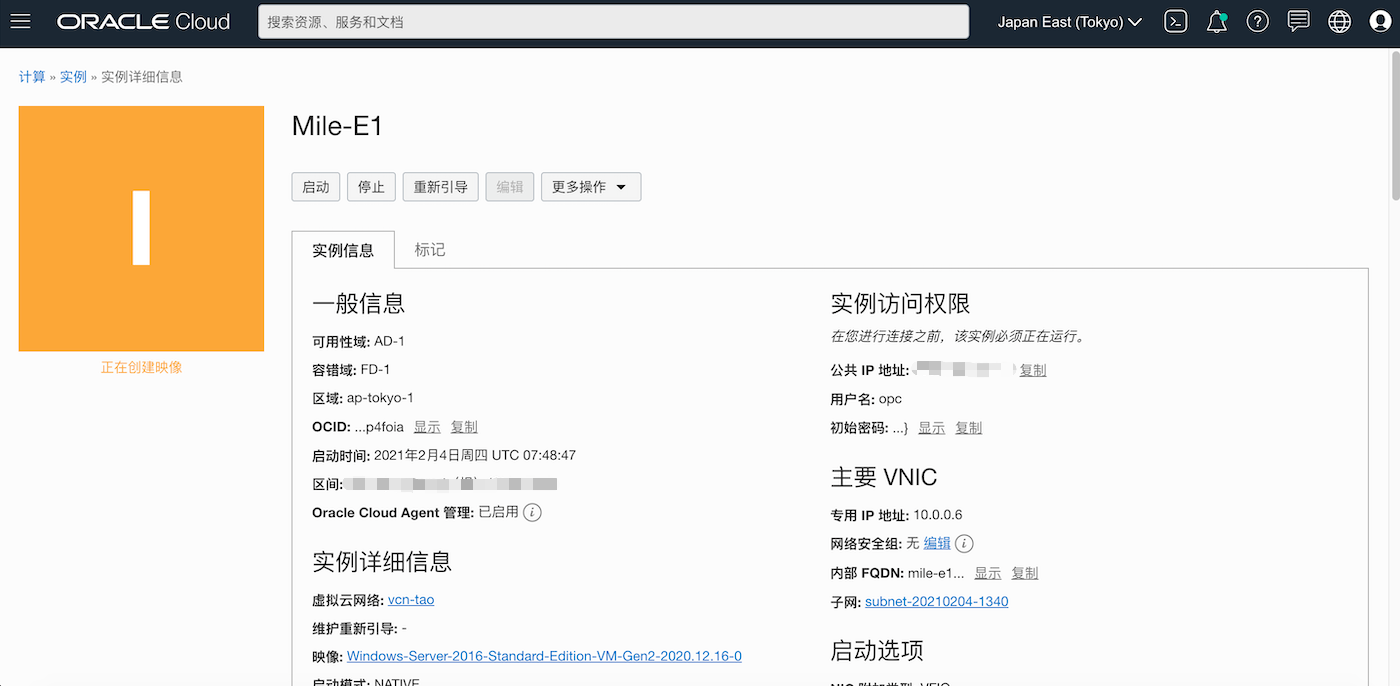 ORACLE Cloud
搜索资源、服务和文档
Japan East (Tokyo)
计算 » 实例 » 实例详细信息
I
正在创建映像
Mile-E1
启动 停止 重新引导 编辑 更多操作
实例信息 标记
一般信息
可用性域: AD-1
容错域: FD-1
区域: ap-tokyo-1
OCID: ...p4foia 显示 复制
启动时间: 2021年2月4日周四 UTC 07:48:47
区间:
Oracle Cloud Agent 管理: 已启用
实例详细信息
虚拟云网络: vcn-tao
维护重新引导: -
映像: Windows-Server-2016-Standard-Edition-VM-Gen2-2020.12.16-0
启动模式: NATIVE
实例访问权限
在您进行连接之前，该实例必须正在运行。
公共 IP 地址: 复制
用户名: opc
初始密码: ...} 显示 复制
主要 VNIC
专用 IP 地址: 10.0.0.6
网络安全组: 无 编辑
内部 FQDN: mile-e1... 显示 复制
子网: subnet-20210204-1340
启动选项